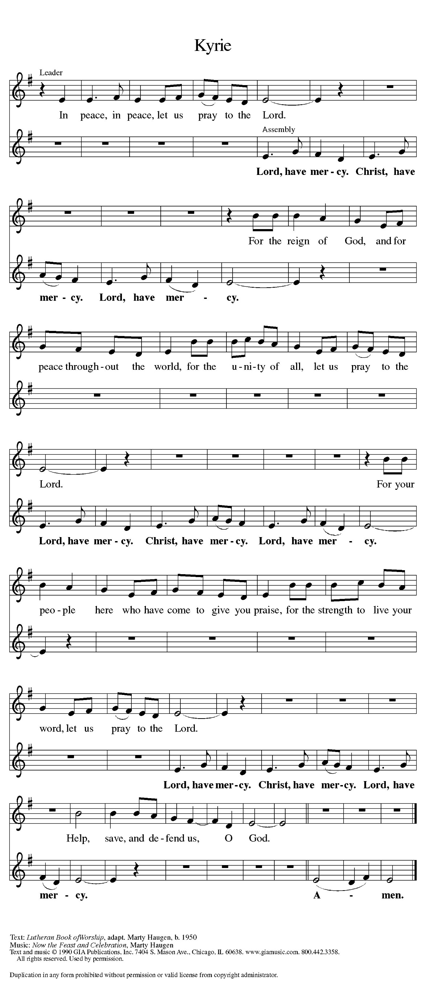 Kyrie
Leader
In peace, in peace, let us pray to the Lord.
Assembly
Lord, have mer - cy. Christ, have
For the reign of God, and for
mer - cy. Lord, have mer - cy.
peace through - out the world, for the u - ni - ty of all, let us pray to the
Lord. For your
Lord, have mer - cy. Christ, have mer - cy. Lord, have mer - cy.
peo - ple here who have come to give you praise, for the strength to live your
word, let us pray to the Lord.
Lord, have mer - cy. Christ, have mer - cy. Lord, have
Help, save, and de - fend us, O God.
mer - cy. A - men.
Text: Lutheran Book ofWorship, adapt. Marty Haugen, b. 1950
Music: Now the Feast and Celebration, Marty Haugen
Text and music © 1990 GIA Publications, Inc. 7404 S. Mason Ave., Chicago, IL 60638. www.giamusic.com. 800.442.3358.
All rights reserved. Used by permission.
Duplication in any form prohibited without permission or valid license from copyright administrator.